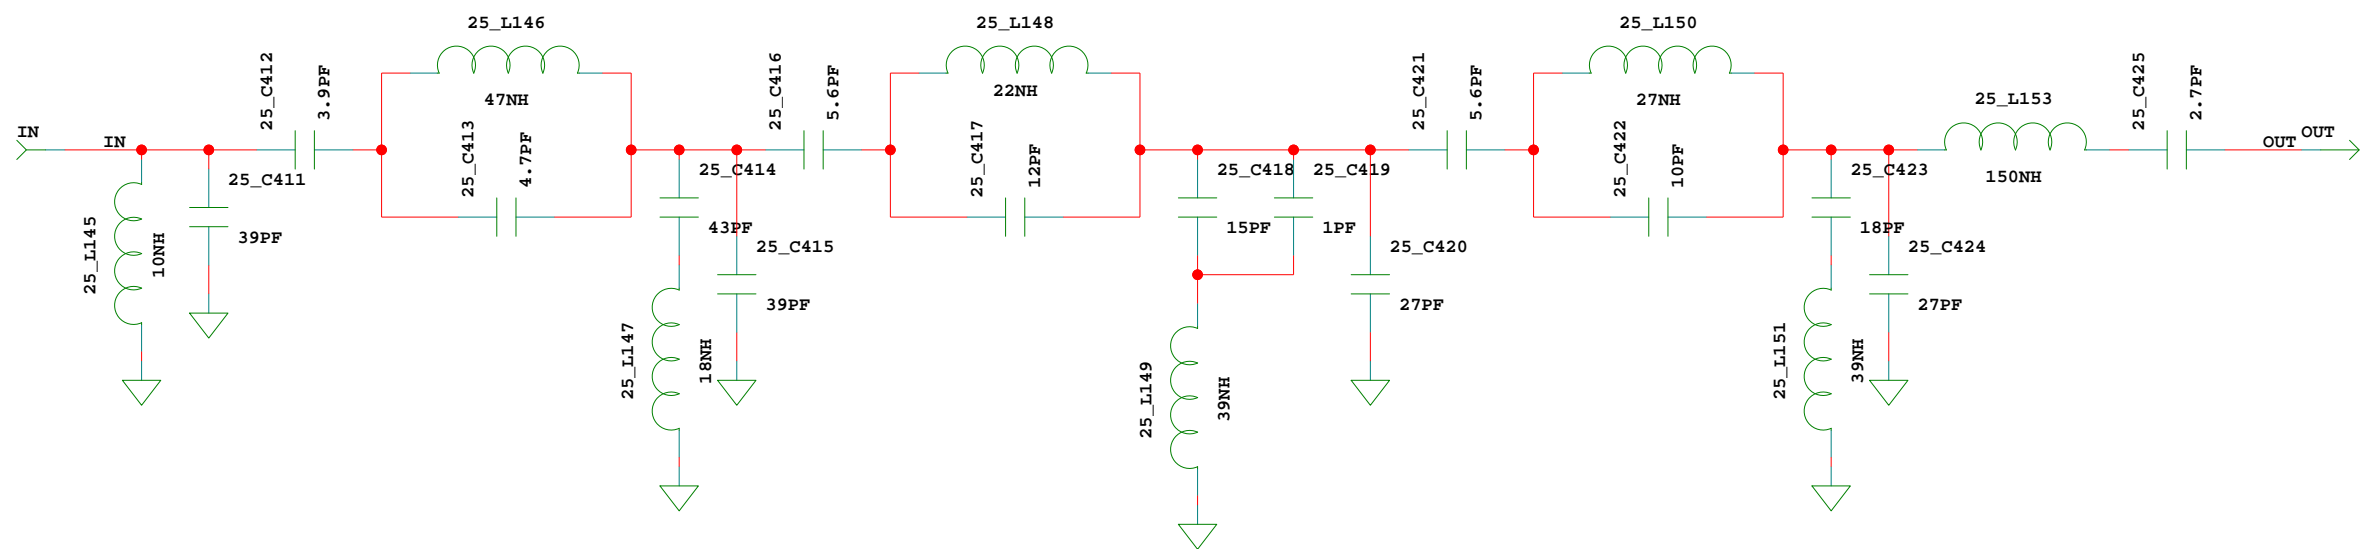 IN
IN
25_L145
10NH
25_C411
39PF
25_C412
3.9PF
25_L146
47NH
25_C413
4.7PF
25_C414
43PF
25_L147
18NH
25_C415
39PF
25_C416
5.6PF
25_L148
22NH
25_C417
12PF
25_C418
15PF
25_C419
1PF
25_L149
39NH
25_C420
27PF
25_C421
5.6PF
25_L150
27NH
25_C422
10PF
25_C423
18PF
25_L151
39NH
25_C424
27PF
25_L153
150NH
25_C425
2.7PF
OUT
OUT